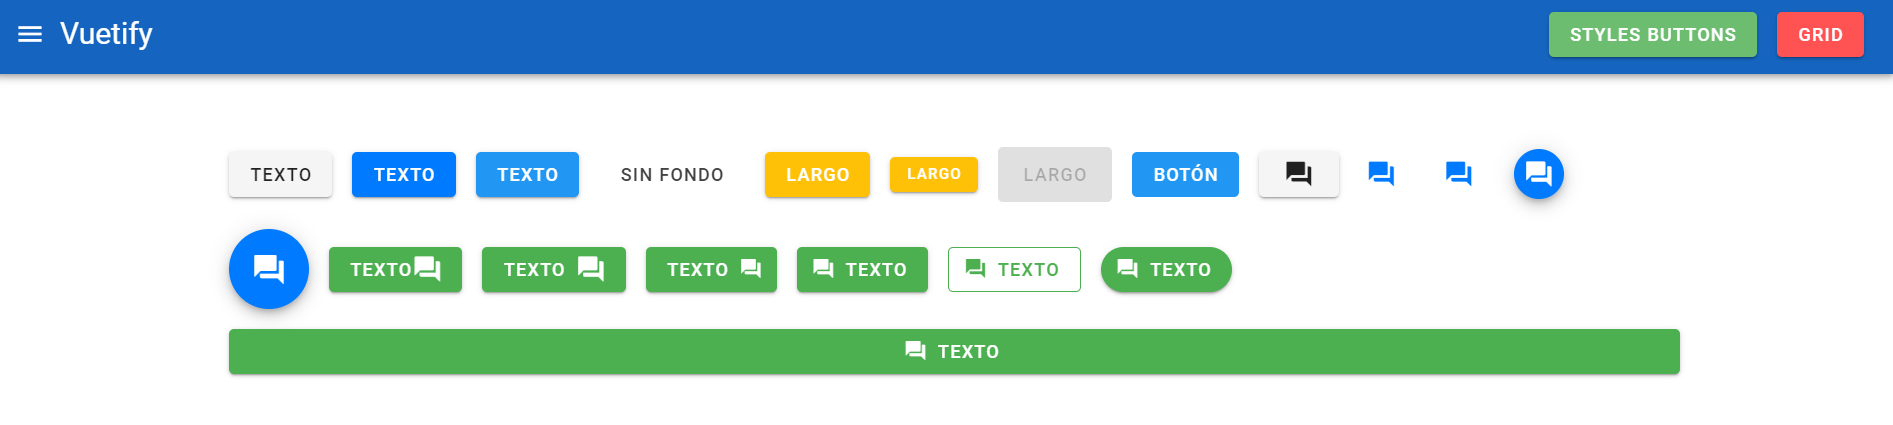 Vuetify STYLES BUTTONS GRID
TEXTO TEXTO TEXTO SIN FONDO LARGO LARGO LARGO BOTÓN
TEXTO TEXTO TEXTO TEXTO TEXTO TEXTO
TEXTO